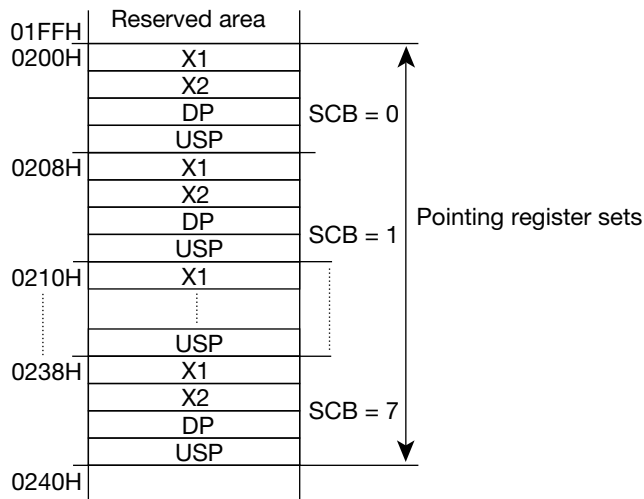 Reserved area
01FFH
0200H
X1
X2
DP
SCB = 0
USP
0208H
X1
X2
DP
Pointing register sets
SCB = 1
USP
0210H
X1
USP
0238H
X1
X2
SCB = 7
DP
USP
0240H